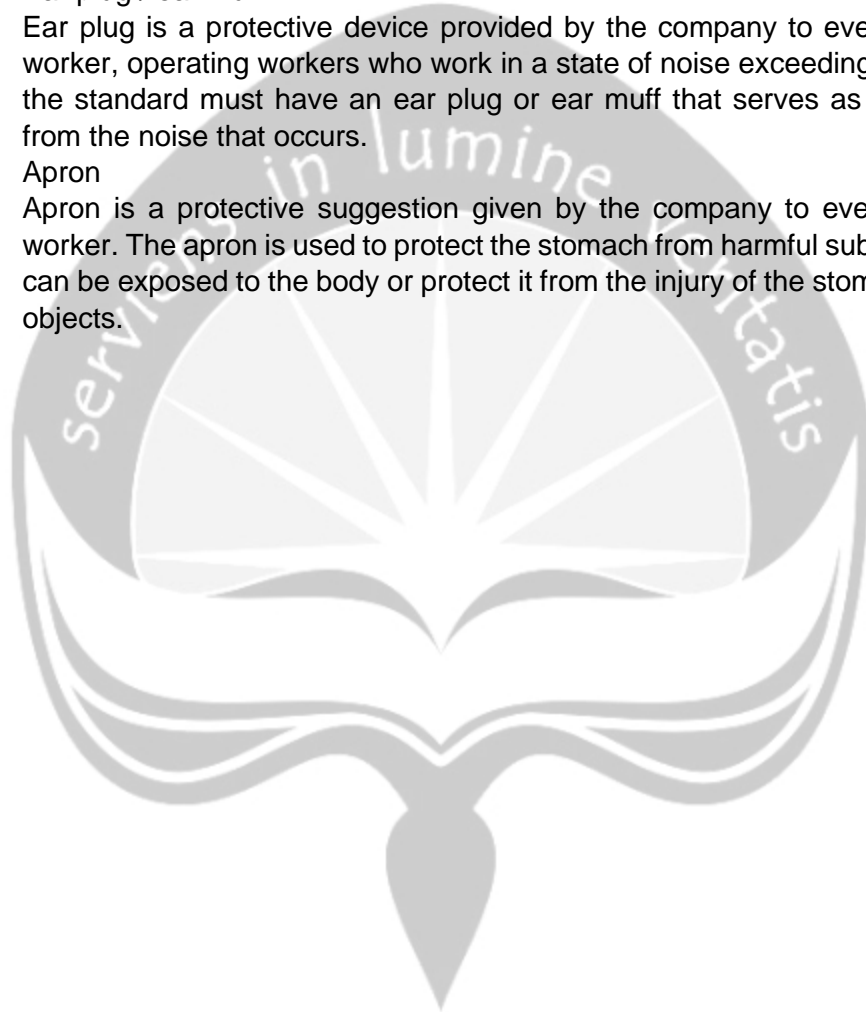 Ear plug is a protective device provided by the company to eve
worker, operating workers who work in a state of noise exceeding
the standard must have an ear plug or ear muff that serves as
from the noise that occurs.
Apron
Apron is a protective suggestion given by the company to eve
worker. The apron is used to protect the stomach from harmful sub
can be exposed to the body or protect it from the injury of the stom
objects.
serviens in lumine veritatis